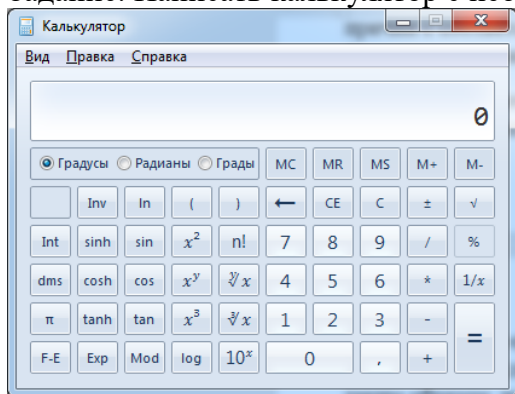 Калькулятор
Вид Правка Справка
0
Градусы Радианы Грады MC MR MS M+ M-
Inv ln ( ) ← CE C ± √
Int sinh sin x² n! 7 8 9 / %
dms cosh cos xʸ ʸ√x 4 5 6 * 1/x
π tanh tan x³ ³√x 1 2 3 - =
F-E Exp Mod log 10ˣ 0 , +